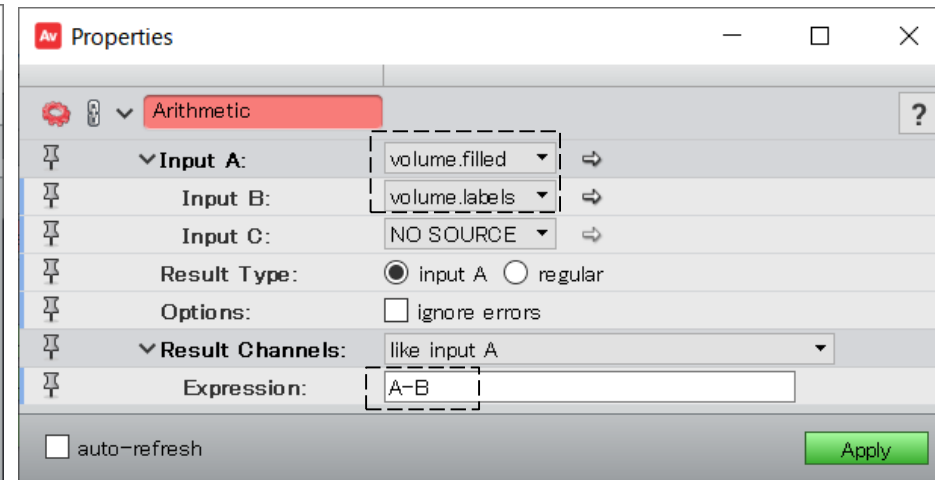 Av Properties
Arithmetic ?
Input A: volume.filled
Input B: volume.labels
Input C: NO SOURCE
Result Type: input A regular
Options: ignore errors
Result Channels: like input A
Expression: A-B
auto-refresh Apply